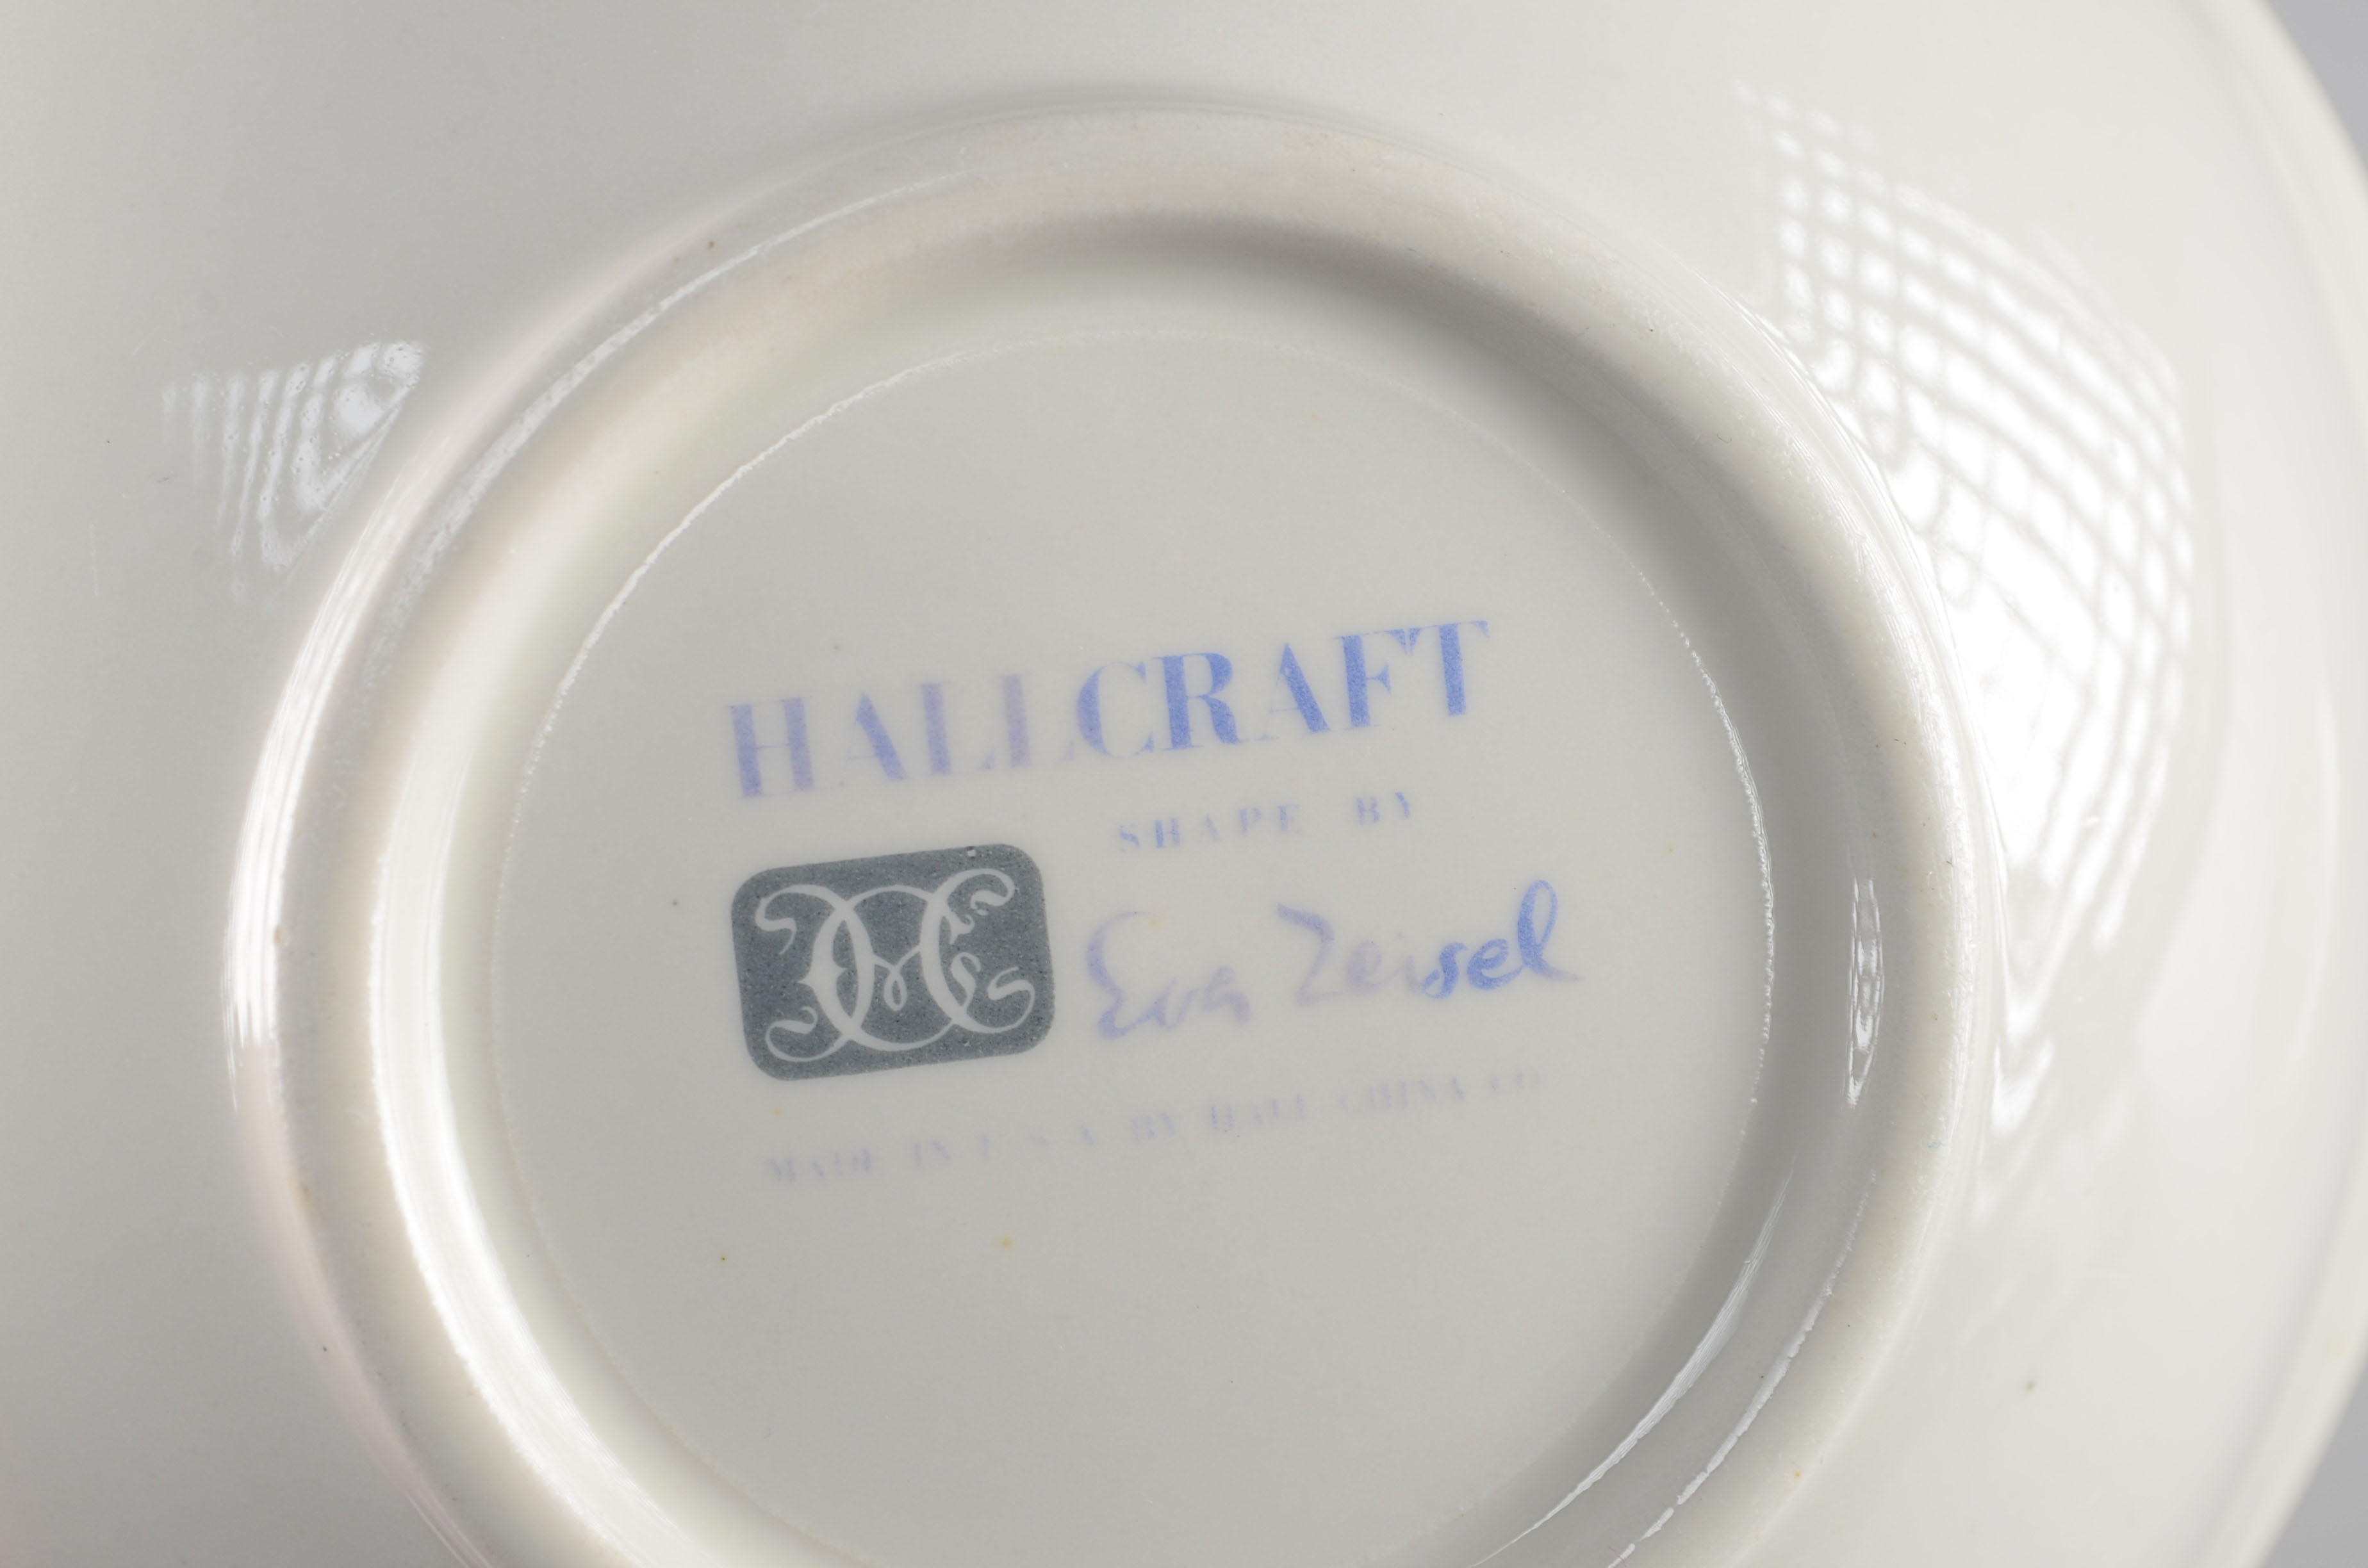 HALLCRAFT
SHAPE BY
Eva Zeisel
MADE IN U.S.A. BY HALL CHINA CO.